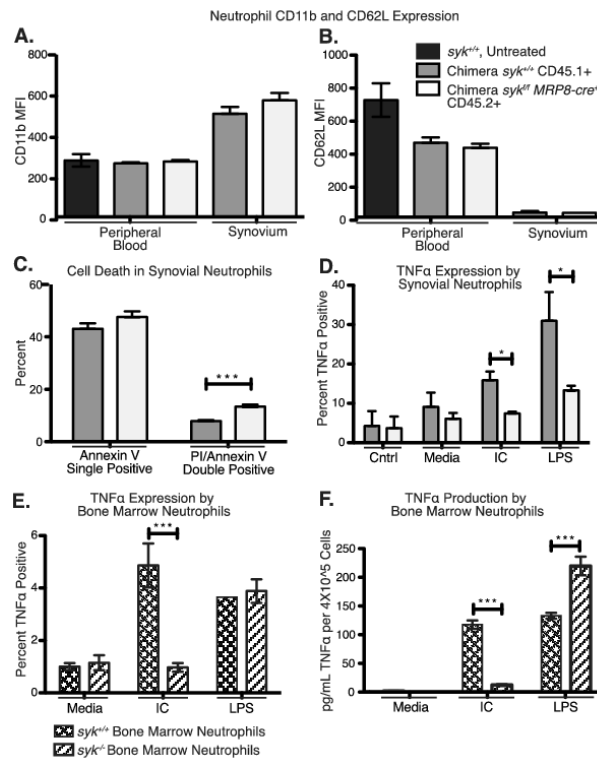 Neutrophil CD11b and CD62L Expression
A.
CD11b MFI
800
600
400
200
0
Peripheral
Blood
Synovium
B.
CD62L MFI
1000
800
600
400
200
0
Peripheral
Blood
Synovium
syk+/+, Untreated
Chimera syk+/+ CD45.1+
Chimera sykf/f MRP8-cre+
CD45.2+
C.
Cell Death in Synovial Neutrophils
Percent
60
40
20
0
***
Annexin V
Single Positive
PI/Annexin V
Double Positive
D.
TNFα Expression by
Synovial Neutrophils
Percent TNFα Positive
40
30
20
10
0
*
*
Cntrl
Media
IC
LPS
E.
TNFα Expression by
Bone Marrow Neutrophils
Percent TNFα Positive
6
4
2
0
***
Media
IC
LPS
syk+/+ Bone Marrow Neutrophils
syk-/- Bone Marrow Neutrophils
F.
TNFα Production by
Bone Marrow Neutrophils
pg/mL TNFα per 4X10^5 Cells
250
200
150
100
50
0
***
***
Media
IC
LPS